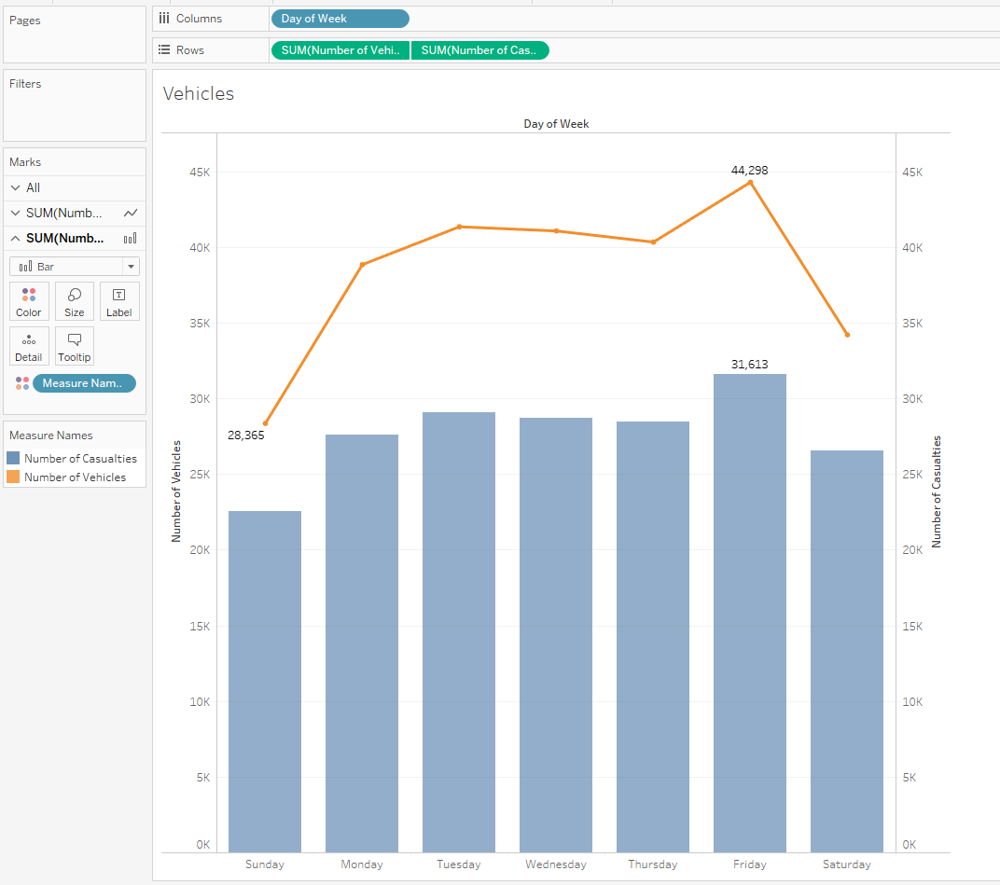 Pages
Columns
Day of Week
Rows
SUM(Number of Vehi..
SUM(Number of Cas..
Filters
Marks
All
SUM(Numb...
SUM(Numb...
Bar
Color
Size
Label
Detail
Tooltip
Measure Nam..
Measure Names
Number of Casualties
Number of Vehicles
Vehicles
Day of Week
Number of Vehicles
45K
40K
35K
30K
25K
20K
15K
10K
5K
0K
44,298
28,365
31,613
45K
40K
35K
30K
25K
20K
15K
10K
5K
0K
Number of Casualties
Sunday
Monday
Tuesday
Wednesday
Thursday
Friday
Saturday